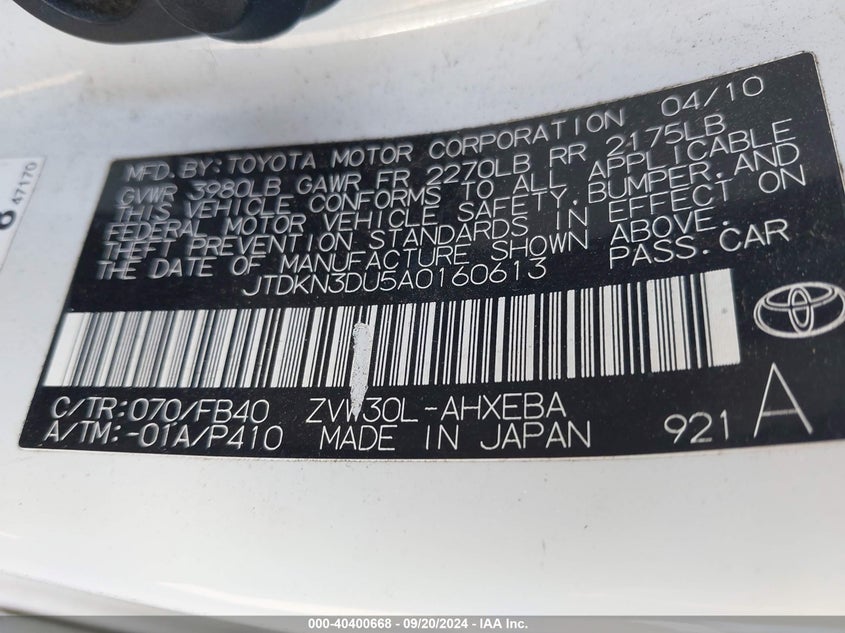 MFD. BY: TOYOTA MOTOR CORPORATION 04/10
GVWR 3980LB GAWR FR 2270LB RR 2175LB
THIS VEHICLE CONFORMS TO ALL APPLICABLE
FEDERAL MOTOR VEHICLE SAFETY, BUMPER, AND
THEFT PREVENTION STANDARDS IN EFFECT ON
THE DATE OF MANUFACTURE SHOWN ABOVE.
JTDKN3DU5A0160613 PASS. CAR
C/TR: 070/FB40 ZVW30L-AHXEBA
A/TM: -01A/P410 MADE IN JAPAN 921 A
47170
000-40400668 - 09/20/2024 - IAA Inc.